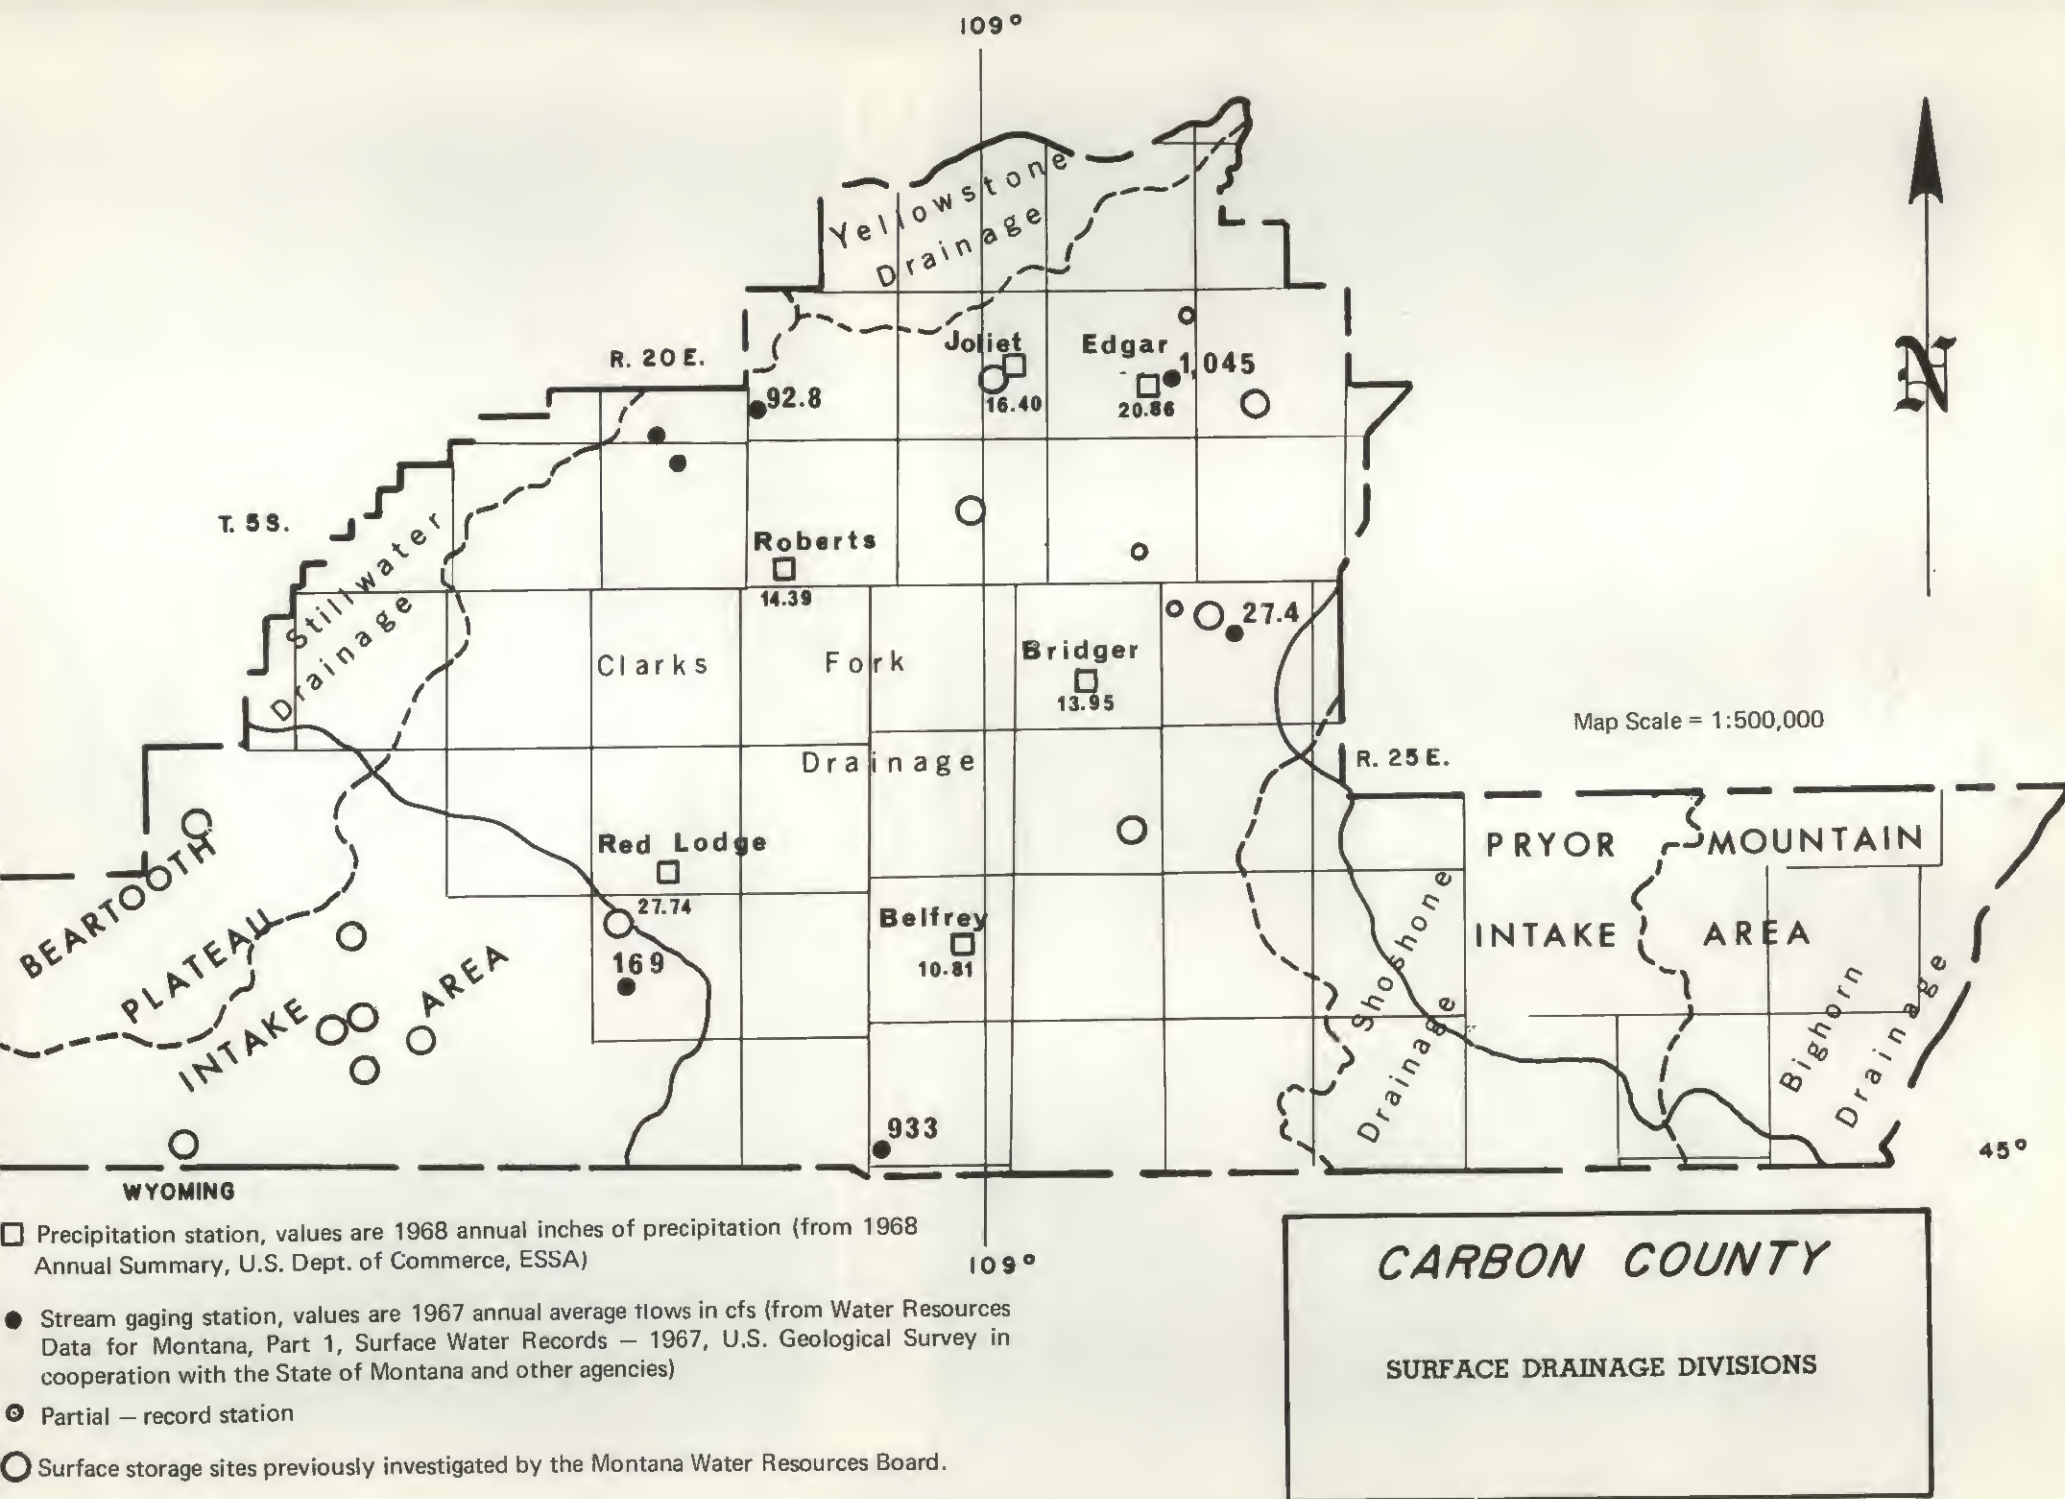 109°
Yellowstone
Drainage
R. 20 E.
Joliet
Edgar
1,045
92.8
16.40
20.86
N
T. 5 S.
Stillwater
Drainage
Roberts
14.39
27.4
Clarks Fork
Bridger
13.95
Drainage
Map Scale = 1:500,000
R. 25 E.
PRYOR MOUNTAIN
INTAKE AREA
Red Lodge
27.74
BEARTOOTH
PLATEAU
INTAKE AREA
Belfrey
10.81
169
Shoshone
Drainage
Bighorn
Drainage
933
45°
WYOMING
Precipitation station, values are 1968 annual inches of precipitation (from 1968
Annual Summary, U.S. Dept. of Commerce, ESSA)
109°
Stream gaging station, values are 1967 annual average flows in cfs (from Water Resources
Data for Montana, Part 1, Surface Water Records — 1967, U.S. Geological Survey in
cooperation with the State of Montana and other agencies)
Partial — record station
Surface storage sites previously investigated by the Montana Water Resources Board.
CARBON COUNTY
SURFACE DRAINAGE DIVISIONS